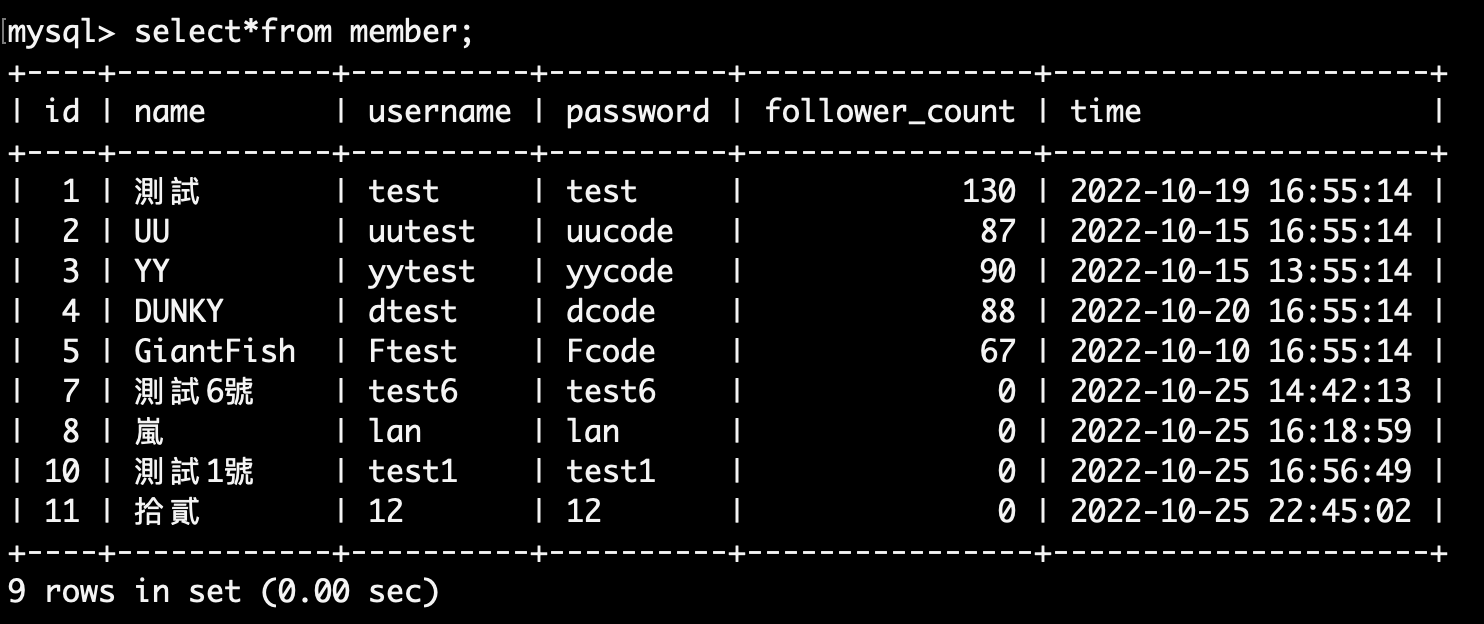 mysql> select*from member;
+----+------------+----------+----------+----------------+---------------------+
| id | name       | username | password | follower_count | time                |
+----+------------+----------+----------+----------------+---------------------+
|  1 | 測試       | test     | test     |            130 | 2022-10-19 16:55:14 |
|  2 | UU         | uutest   | uucode   |             87 | 2022-10-15 16:55:14 |
|  3 | YY         | yytest   | yycode   |             90 | 2022-10-15 13:55:14 |
|  4 | DUNKY      | dtest    | dcode    |             88 | 2022-10-20 16:55:14 |
|  5 | GiantFish  | Ftest    | Fcode    |             67 | 2022-10-10 16:55:14 |
|  7 | 測試6號    | test6    | test6    |              0 | 2022-10-25 14:42:13 |
|  8 | 嵐         | lan      | lan      |              0 | 2022-10-25 16:18:59 |
| 10 | 測試1號    | test1    | test1    |              0 | 2022-10-25 16:56:49 |
| 11 | 拾貳       | 12       | 12       |              0 | 2022-10-25 22:45:02 |
+----+------------+----------+----------+----------------+---------------------+
9 rows in set (0.00 sec)